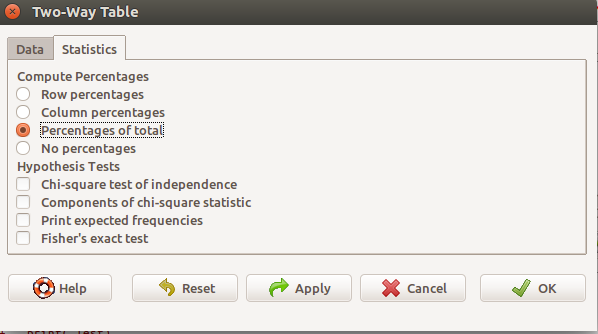 Two-Way Table
Data Statistics
Compute Percentages
Row percentages
Column percentages
Percentages of total
No percentages
Hypothesis Tests
Chi-square test of independence
Components of chi-square statistic
Print expected frequencies
Fisher's exact test
Help Reset Apply Cancel OK